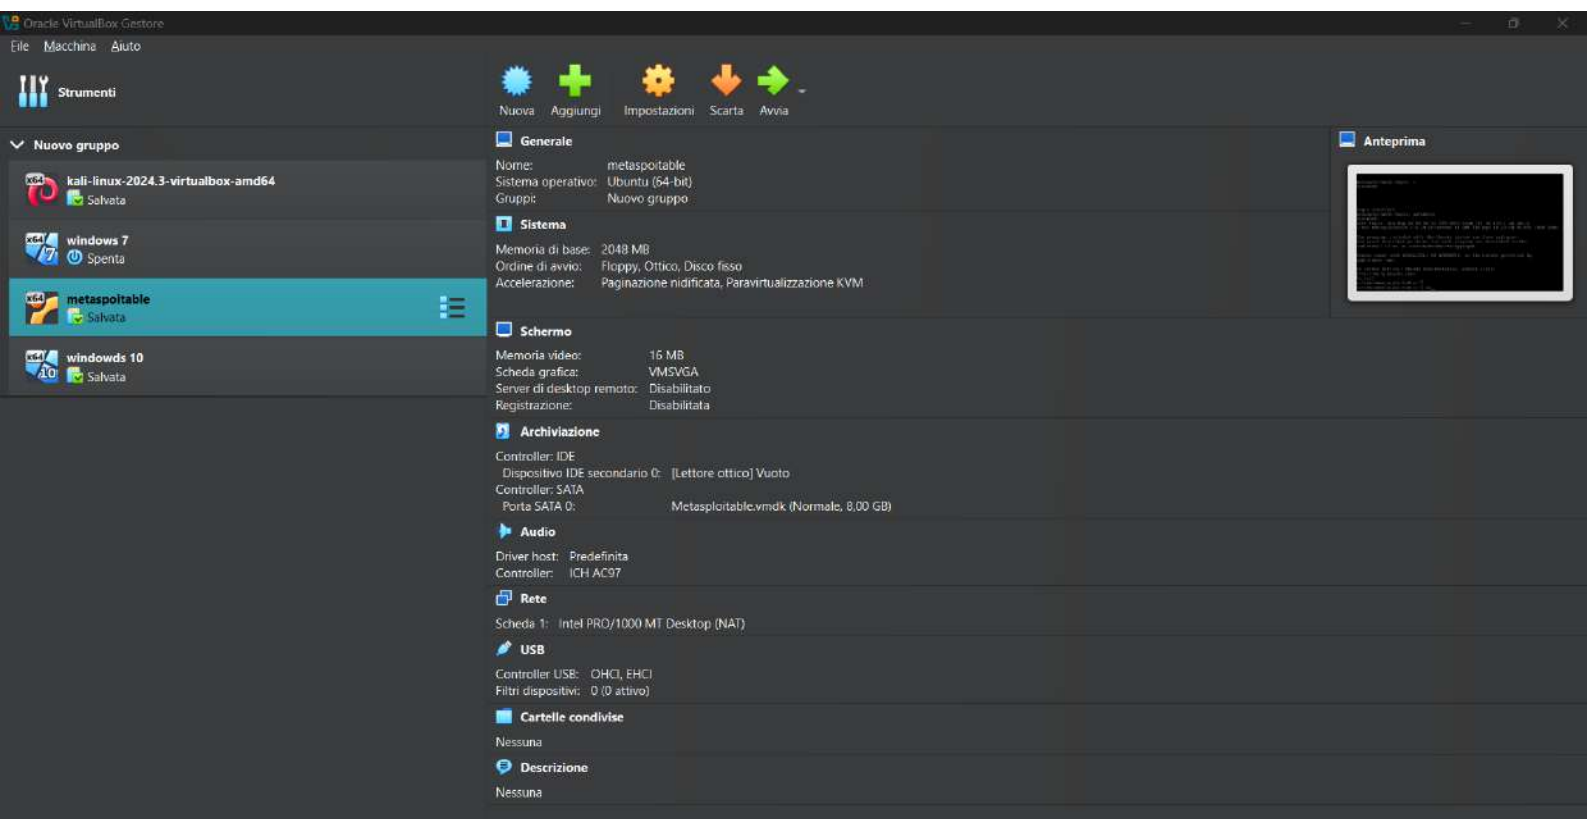 Oracle VirtualBox Gestore
File Macchina Aiuto
Strumenti
Nuova Aggiungi Impostazioni Scarta Avvia
Nuovo gruppo
x64 kali-linux-2024.3-virtualbox-amd64
Salvata
x64 7 windows 7
Spenta
x64 metaspoitable
Salvata
x64 10 windowds 10
Salvata
Generale
Nome: metaspoitable
Sistema operativo: Ubuntu (64-bit)
Gruppi: Nuovo gruppo
Sistema
Memoria di base: 2048 MB
Ordine di avvio: Floppy, Ottico, Disco fisso
Accelerazione: Paginazione nidificata, Paravirtualizzazione KVM
Schermo
Memoria video: 16 MB
Scheda grafica: VMSVGA
Server di desktop remoto: Disabilitato
Registrazione: Disabilitata
Archiviazione
Controller: IDE
Dispositivo IDE secondario 0: [Lettore ottico] Vuoto
Controller: SATA
Porta SATA 0: Metasploitable.vmdk (Normale, 8,00 GB)
Audio
Driver host: Predefinita
Controller: ICH AC97
Rete
Scheda 1: Intel PRO/1000 MT Desktop (NAT)
USB
Controller USB: OHCI, EHCI
Filtri dispositivi: 0 (0 attivo)
Cartelle condivise
Nessuna
Descrizione
Nessuna
Anteprima